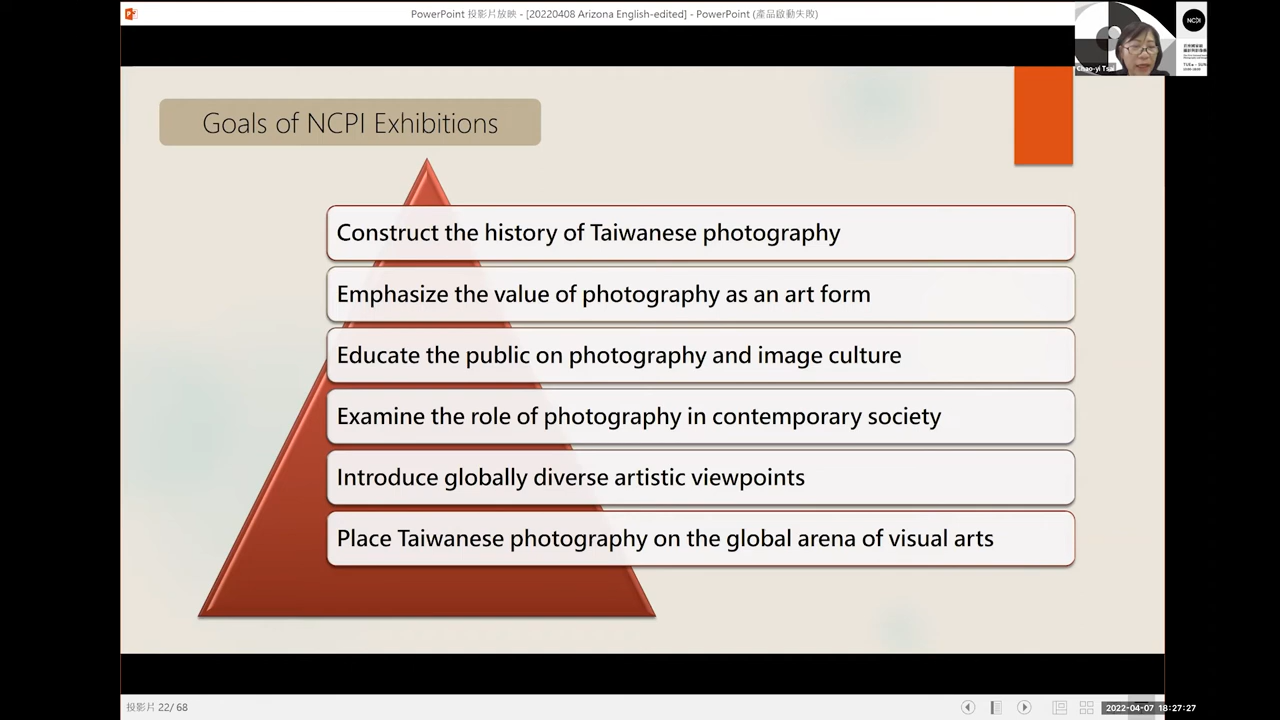 PowerPoint 投影片放映 - [20220408 Arizona English-edited] - PowerPoint (產品啟動失敗)
NCPI
Chao-yi Tsai
Goals of NCPI Exhibitions
Construct the history of Taiwanese photography
Emphasize the value of photography as an art form
Educate the public on photography and image culture
Examine the role of photography in contemporary society
Introduce globally diverse artistic viewpoints
Place Taiwanese photography on the global arena of visual arts
投影片 22/ 68
2022-04-07 18:27:27